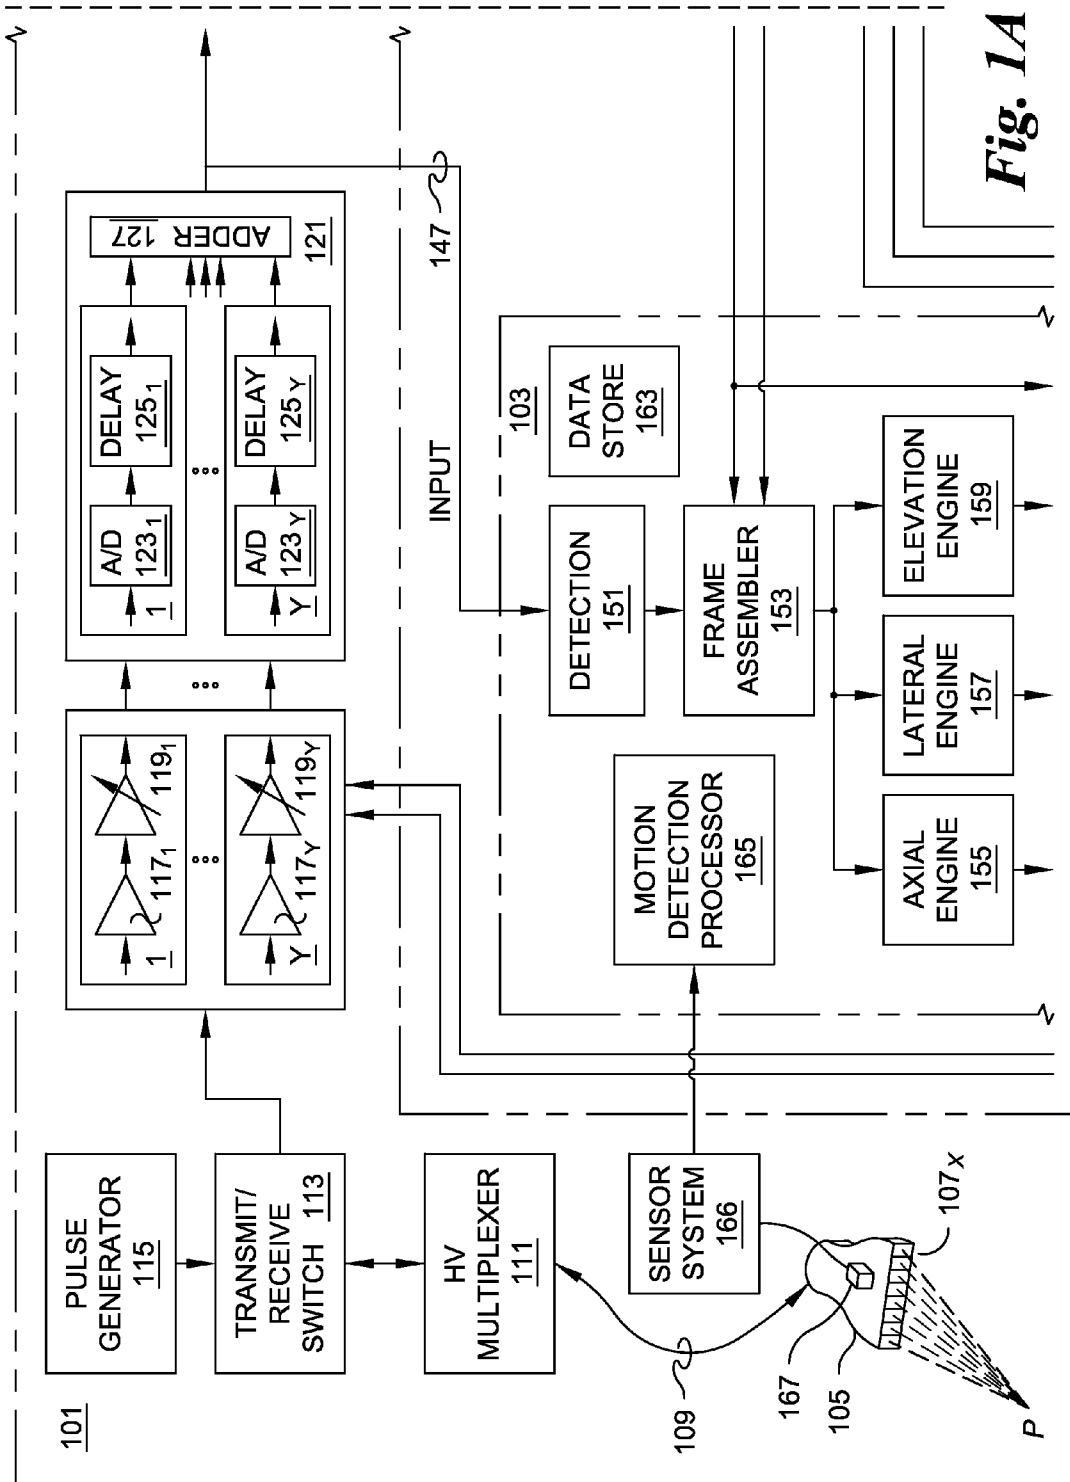 101
PULSE
GENERATOR
115
TRANSMIT/
RECEIVE
SWITCH 113
HV
MULTIPLEXER
111
109
SENSOR
SYSTEM
166
167
105
107X
P
1
117₁
119₁
°°°
Y
117Y
119Y
°°°
1
A/D
123₁
DELAY
125₁
°°°
Y
A/D
123Y
DELAY
125Y
ADDER 127
121
147
INPUT
103
DATA
STORE
163
DETECTION
151
FRAME
ASSEMBLER
153
MOTION
DETECTION
PROCESSOR
165
AXIAL
ENGINE
155
LATERAL
ENGINE
157
ELEVATION
ENGINE
159
Fig. 1A